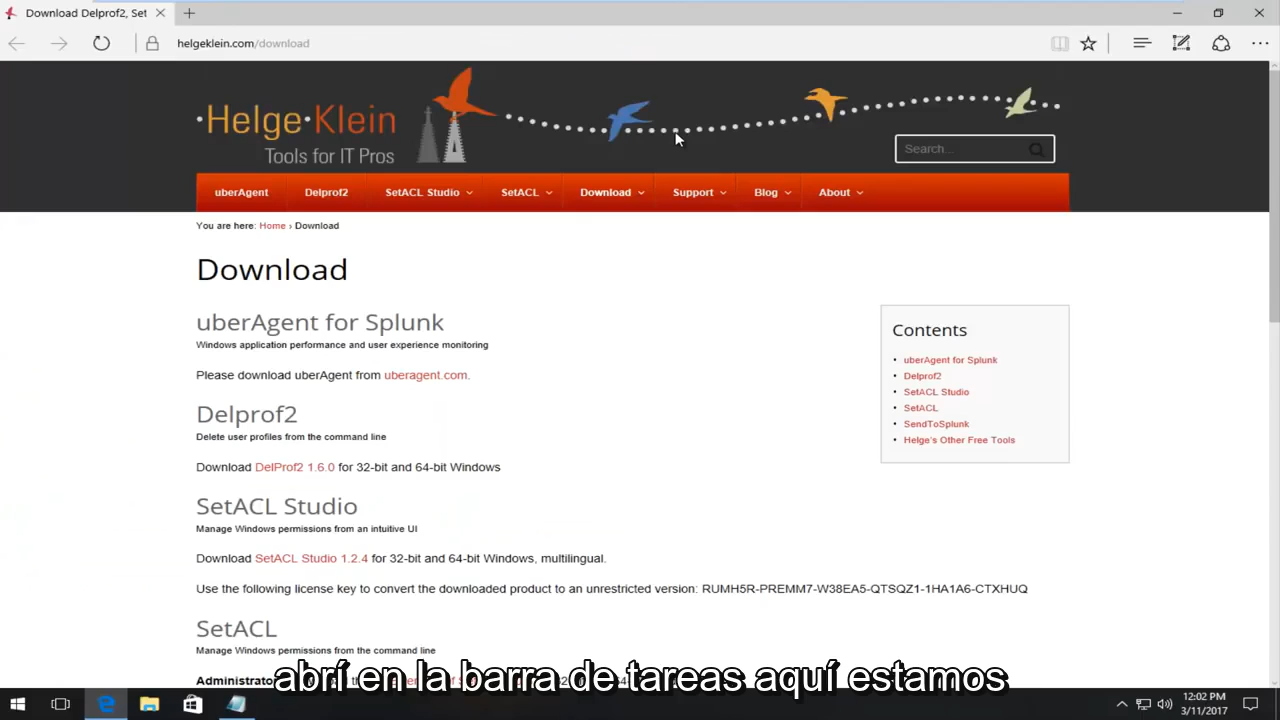 Download Delprof2, Set
helgeklein.com/download
Helge·Klein
Tools for IT Pros
Search...
uberAgent
Delprof2
SetACL Studio
SetACL
Download
Support
Blog
About
You are here: Home › Download
Download
uberAgent for Splunk
Windows application performance and user experience monitoring
Please download uberAgent from uberagent.com.
Delprof2
Delete user profiles from the command line
Download DelProf2 1.6.0 for 32-bit and 64-bit Windows
SetACL Studio
Manage Windows permissions from an intuitive UI
Download SetACL Studio 1.2.4 for 32-bit and 64-bit Windows, multilingual.
Use the following license key to convert the downloaded product to an unrestricted version: RUMH5R-PREMM7-W38EA5-QTSQZ1-1HA1A6-CTXHUQ
SetACL
Manage Windows permissions from the command line
Contents
uberAgent for Splunk
Delprof2
SetACL Studio
SetACL
SendToSplunk
Helge's Other Free Tools
abrí en la barra de tareas aquí estamos
12:02 PM
3/11/2017